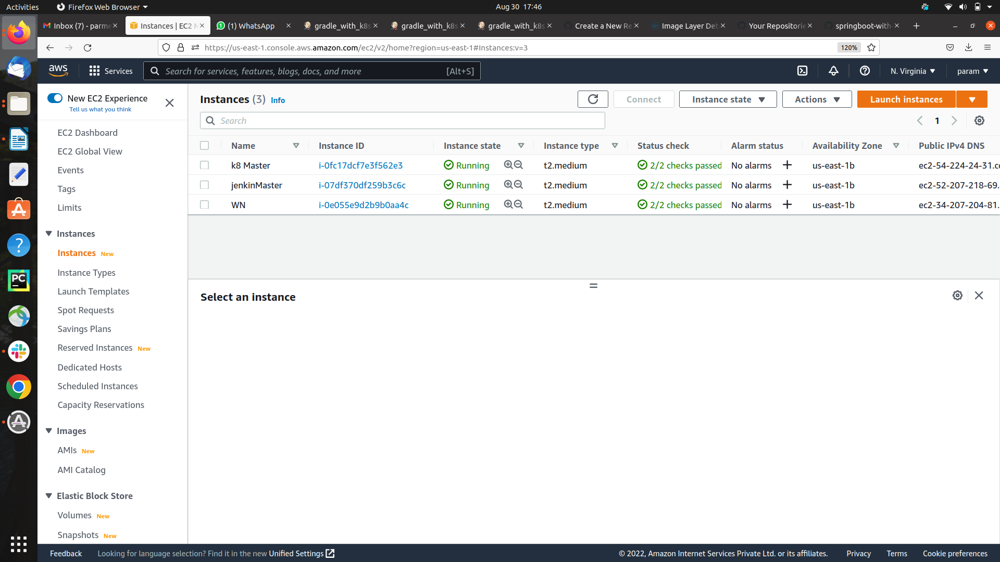 Activities Firefox Web Browser Aug 30 17:46
Inbox (7) - parme Instances | EC2 M (1) WhatsApp gradle_with_k8s gradle_with_k8s gradle_with_k8s Create a New Re Image Layer Det Your Repositorie springboot-with-
https://us-east-1.console.aws.amazon.com/ec2/v2/home?region=us-east-1#Instances:v=3 120%
aws Services Search for services, features, blogs, docs, and more [Alt+S] N. Virginia param
New EC2 Experience
Tell us what you think
EC2 Dashboard
EC2 Global View
Events
Tags
Limits
Instances
Instances New
Instance Types
Launch Templates
Spot Requests
Savings Plans
Reserved Instances New
Dedicated Hosts
Scheduled Instances
Capacity Reservations
Images
AMIs New
AMI Catalog
Elastic Block Store
Volumes New
Snapshots New
Instances (3) Info Connect Instance state Actions Launch instances
Search 1
Name Instance ID Instance state Instance type Status check Alarm status Availability Zone Public IPv4 DNS
k8 Master i-0fc17dcf7e3f562e3 Running t2.medium 2/2 checks passed No alarms us-east-1b ec2-54-224-24-31.co
jenkinMaster i-07df370df259b3c6c Running t2.medium 2/2 checks passed No alarms us-east-1b ec2-52-207-218-69.
WN i-0e055e9d2b9b0aa4c Running t2.medium 2/2 checks passed No alarms us-east-1b ec2-34-207-204-81.
Select an instance
PC
Feedback Looking for language selection? Find it in the new Unified Settings © 2022, Amazon Internet Services Private Ltd. or its affiliates. Privacy Terms Cookie preferences